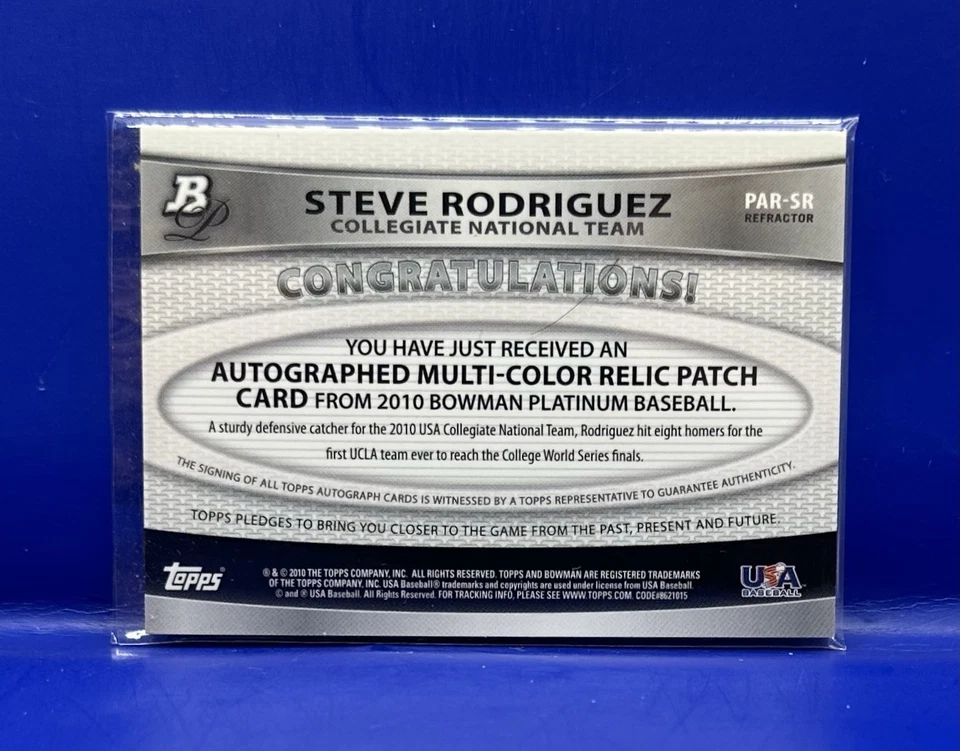 BP
STEVE RODRIGUEZ
COLLEGIATE NATIONAL TEAM
PAR-SR
REFRACTOR
CONGRATULATIONS!
YOU HAVE JUST RECEIVED AN
AUTOGRAPHED MULTI-COLOR RELIC PATCH
CARD FROM 2010 BOWMAN PLATINUM BASEBALL.
A sturdy defensive catcher for the 2010 USA Collegiate National Team, Rodriguez hit eight homers for the
first UCLA team ever to reach the College World Series finals.
THE SIGNING OF ALL TOPPS AUTOGRAPH CARDS IS WITNESSED BY A TOPPS REPRESENTATIVE TO GUARANTEE AUTHENTICITY.
TOPPS PLEDGES TO BRING YOU CLOSER TO THE GAME FROM THE PAST, PRESENT AND FUTURE.
topps
® & © 2010 THE TOPPS COMPANY, INC. ALL RIGHTS RESERVED. TOPPS AND BOWMAN ARE REGISTERED TRADEMARKS
OF THE TOPPS COMPANY, INC. USA Baseball® trademarks and copyrights are used under license from USA Baseball.
© and ® USA Baseball. All Rights Reserved. FOR TRACKING INFO, PLEASE SEE WWW.TOPPS.COM. CODE#8621015
USA
BASEBALL